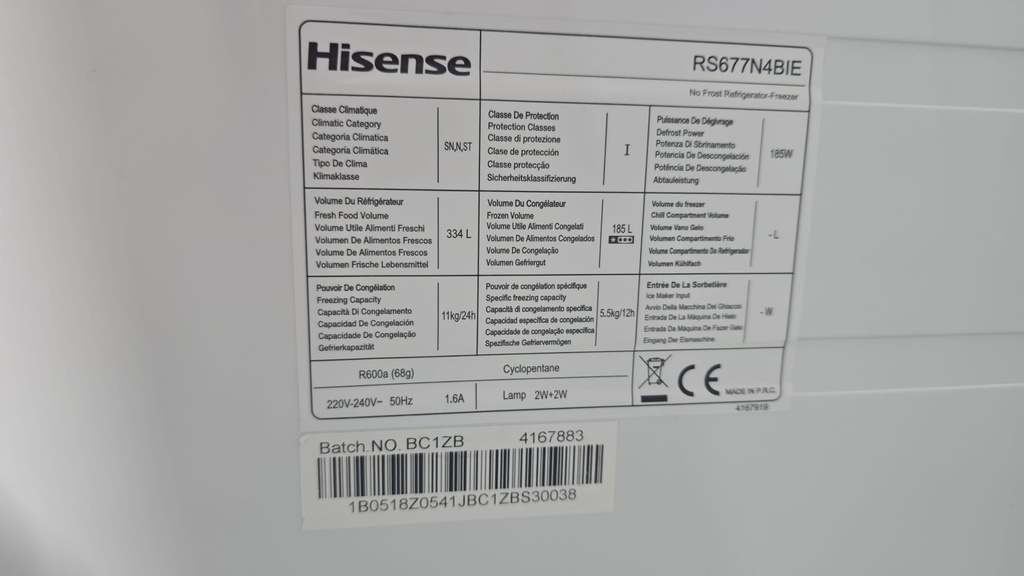 Hisense
RS677N4BIE
No Frost Refrigerator-Freezer
Classe Climatique
Climatic Category
Categoria Climatica
Categoría Climática
Tipo De Clima
Klimaklasse
SN,N,ST
Classe De Protection
Protection Classes
Classe di protezione
Clase de protección
Classe protecção
Sicherheitsklassifizierung
I
Puissance De Dégivrage
Defrost Power
Potenza Di Sbrinamento
Potencia De Descongelación
Potência De Descongelação
Abtauleistung
185W
Volume Du Réfrigérateur
Fresh Food Volume
Volume Utile Alimenti Freschi
Volumen De Alimentos Frescos
Volume De Alimentos Frescos
Volumen Frische Lebensmittel
334 L
Volume Du Congélateur
Frozen Volume
Volume Utile Alimenti Congelati
Volumen De Alimentos Congelados
Volume De Congelação
Volumen Gefriergut
185 L
Volume du freezer
Chill Compartment Volume
Volume Vano Gelo
Volumen Compartimento Frio
Volume Compartimento Do Refrigerador
Volumen Kühlfach
-L
Pouvoir De Congélation
Freezing Capacity
Capacità Di Congelamento
Capacidad De Congelación
Capacidade De Congelação
Gefrierkapazität
11kg/24h
Pouvoir de congélation spécifique
Specific freezing capacity
Capacità di congelamento specifica
Capacidad específica de congelación
Capacidade de congelação específica
Spezifische Gefriervermögen
5.5kg/12h
Entrée De La Sorbetière
Ice Maker Input
Avvio Della Macchina Del Ghiaccio
Entrada De La Máquina De Hielo
Entrada Da Máquina De Fazer Gelo
Eingang Der Eismaschine
-W
R600a (68g)
Cyclopentane
220V-240V~ 50Hz
1.6A
Lamp 2W+2W
CE
MADE IN P.R.C.
4167919
Batch.NO. BC1ZB
4167883
1B0518Z0541JBC1ZBS30038